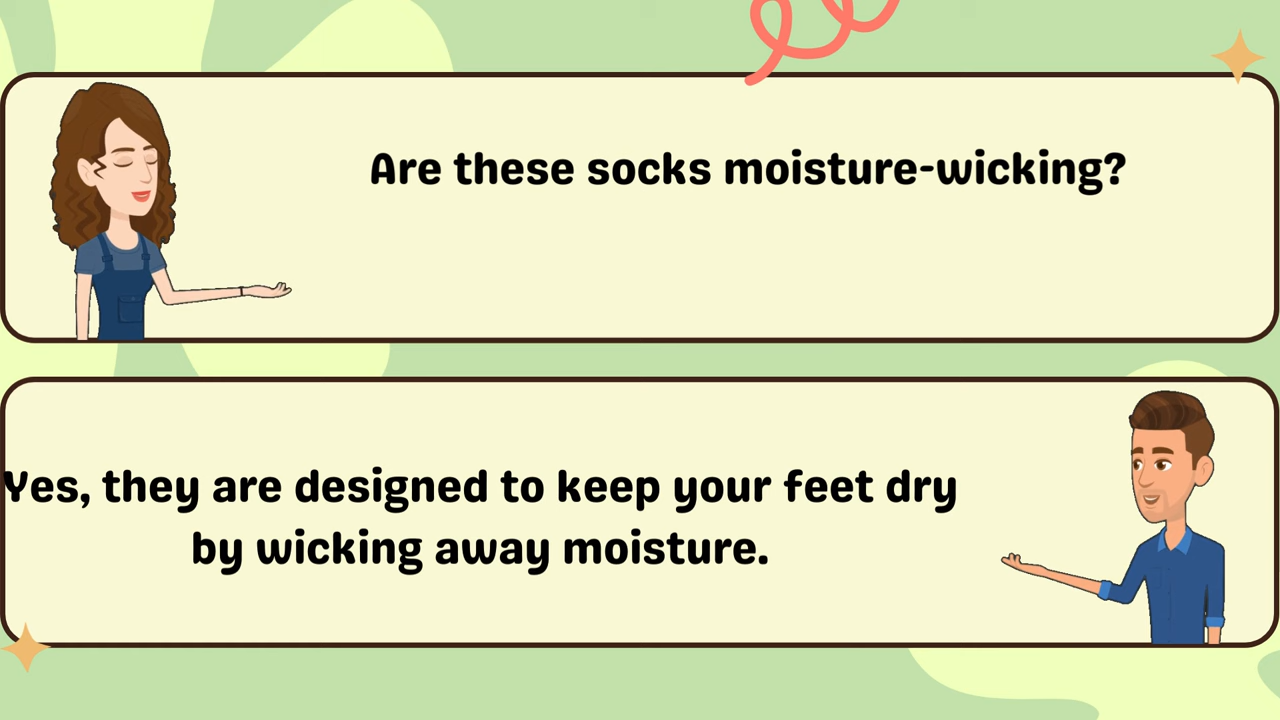 Are these socks moisture-wicking?
Yes, they are designed to keep your feet dry
by wicking away moisture.